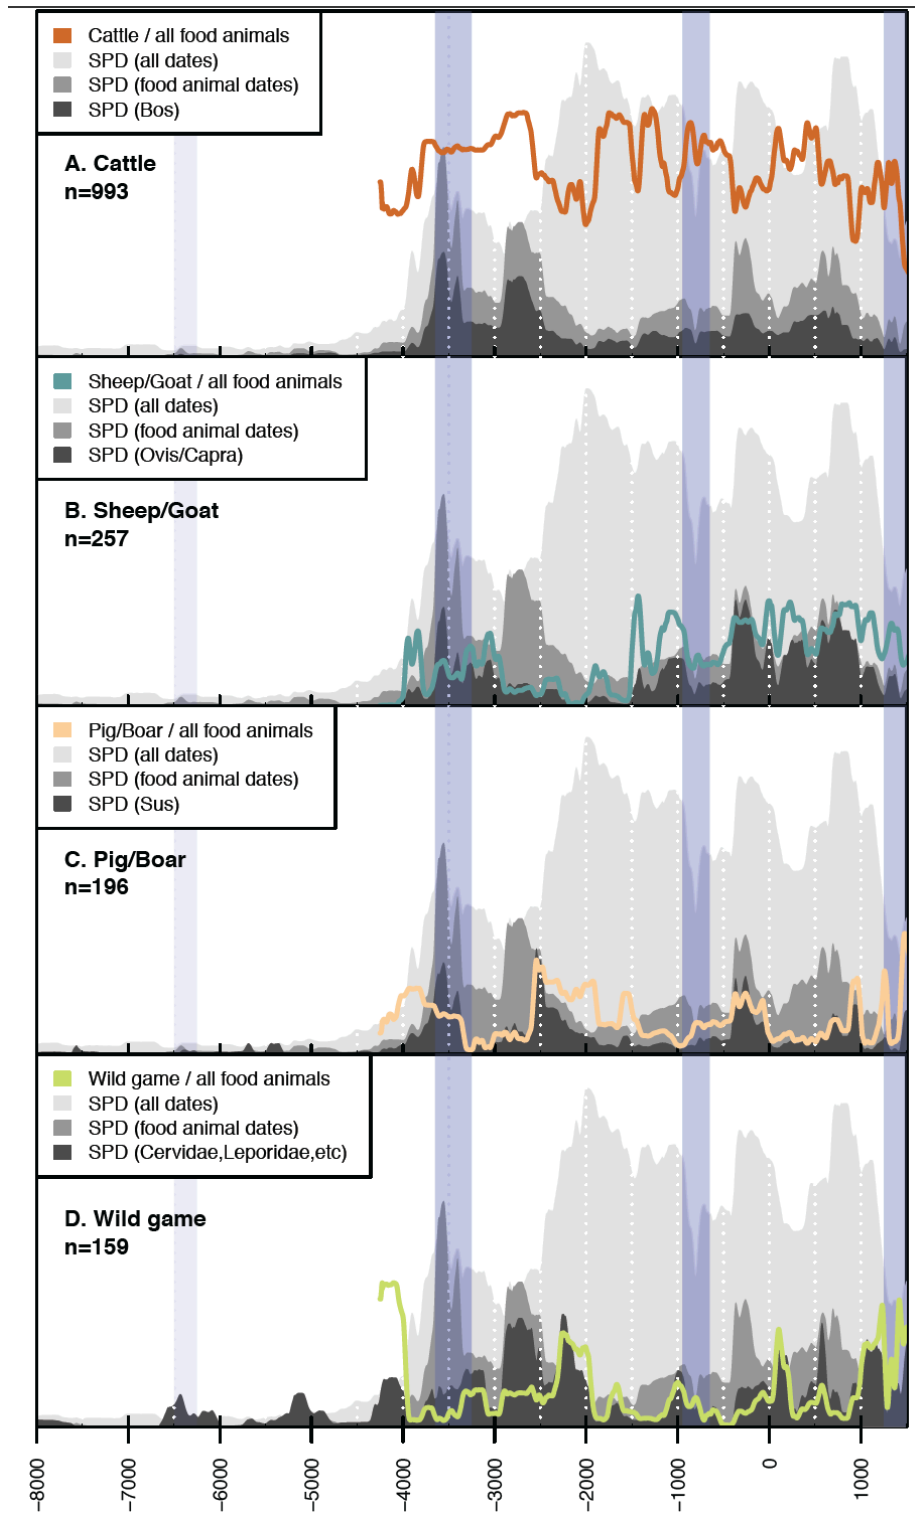 Cattle / all food animals
SPD (all dates)
SPD (food animal dates)
SPD (Bos)
A. Cattle
n=993
Sheep/Goat / all food animals
SPD (all dates)
SPD (food animal dates)
SPD (Ovis/Capra)
B. Sheep/Goat
n=257
Pig/Boar / all food animals
SPD (all dates)
SPD (food animal dates)
SPD (Sus)
C. Pig/Boar
n=196
Wild game / all food animals
SPD (all dates)
SPD (food animal dates)
SPD (Cervidae,Leporidae,etc)
D. Wild game
n=159
-8000 -7000 -6000 -5000 -4000 -3000 -2000 -1000 0 1000